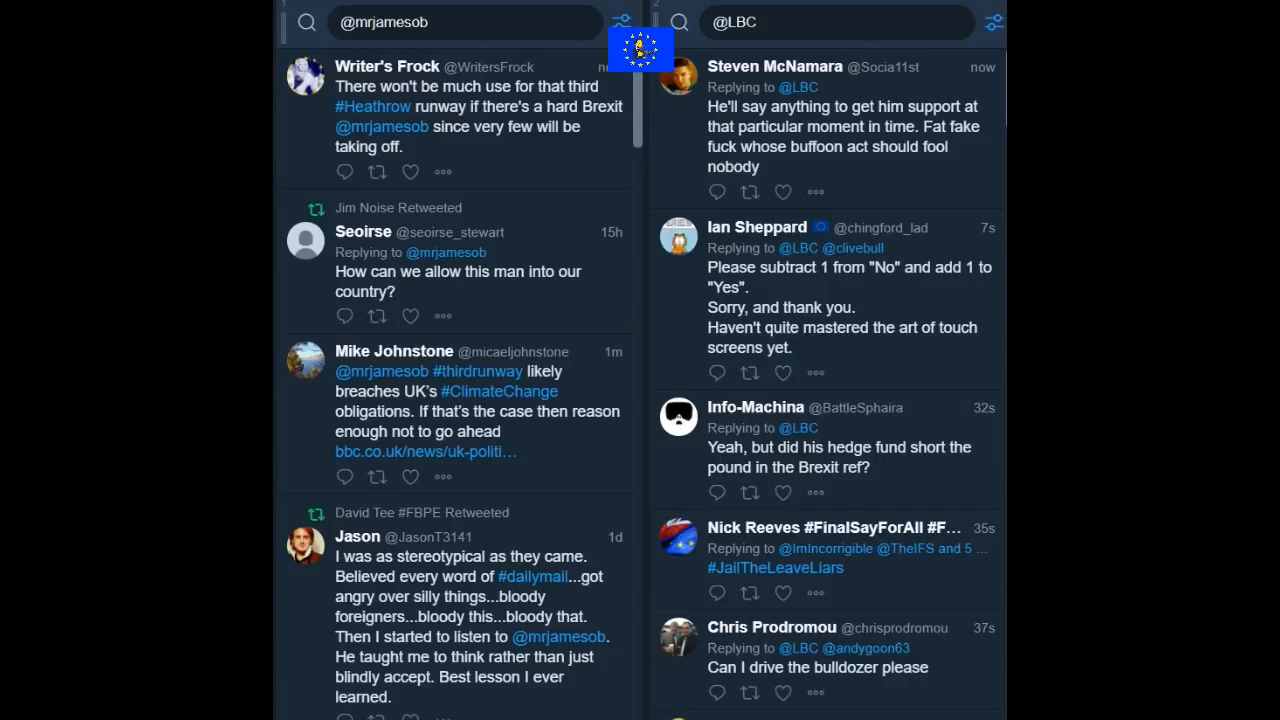 1
@mrjamesob
Writer's Frock @WritersFrock
There won't be much use for that third
#Heathrow runway if there's a hard Brexit
@mrjamesob since very few will be
taking off.
Jim Noise Retweeted
Seoirse @seoirse_stewart 15h
Replying to @mrjamesob
How can we allow this man into our
country?
Mike Johnstone @micaeljohnstone 1m
@mrjamesob #thirdrunway likely
breaches UK's #ClimateChange
obligations. If that's the case then reason
enough not to go ahead
bbc.co.uk/news/uk-politi…
David Tee #FBPE Retweeted
Jason @JasonT3141 1d
I was as stereotypical as they came.
Believed every word of #dailymail...got
angry over silly things...bloody
foreigners...bloody this...bloody that.
Then I started to listen to @mrjamesob.
He taught me to think rather than just
blindly accept. Best lesson I ever
learned.
2
@LBC
Steven McNamara @Socia11st now
Replying to @LBC
He'll say anything to get him support at
that particular moment in time. Fat fake
fuck whose buffoon act should fool
nobody
Ian Sheppard @chingford_lad 7s
Replying to @LBC @clivebull
Please subtract 1 from "No" and add 1 to
"Yes".
Sorry, and thank you.
Haven't quite mastered the art of touch
screens yet.
Info-Machina @BattleSphaira 32s
Replying to @LBC
Yeah, but did his hedge fund short the
pound in the Brexit ref?
Nick Reeves #FinalSayForAll #F... 35s
Replying to @ImIncorrigible @TheIFS and 5 ...
#JailTheLeaveLiars
Chris Prodromou @chrisprodromou 37s
Replying to @LBC @andygoon63
Can I drive the bulldozer please